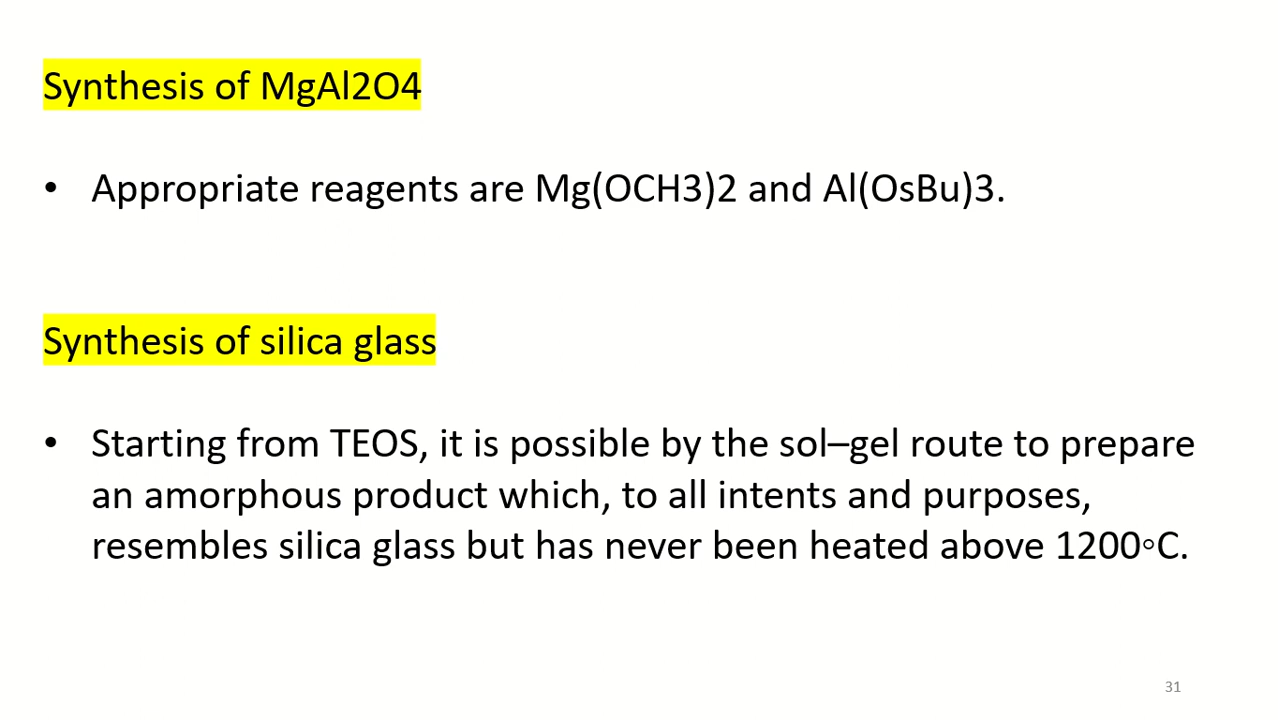 Synthesis of MgAl2O4
• Appropriate reagents are Mg(OCH3)2 and Al(OsBu)3.
Synthesis of silica glass
• Starting from TEOS, it is possible by the sol–gel route to prepare
an amorphous product which, to all intents and purposes,
resembles silica glass but has never been heated above 1200◦C.
31